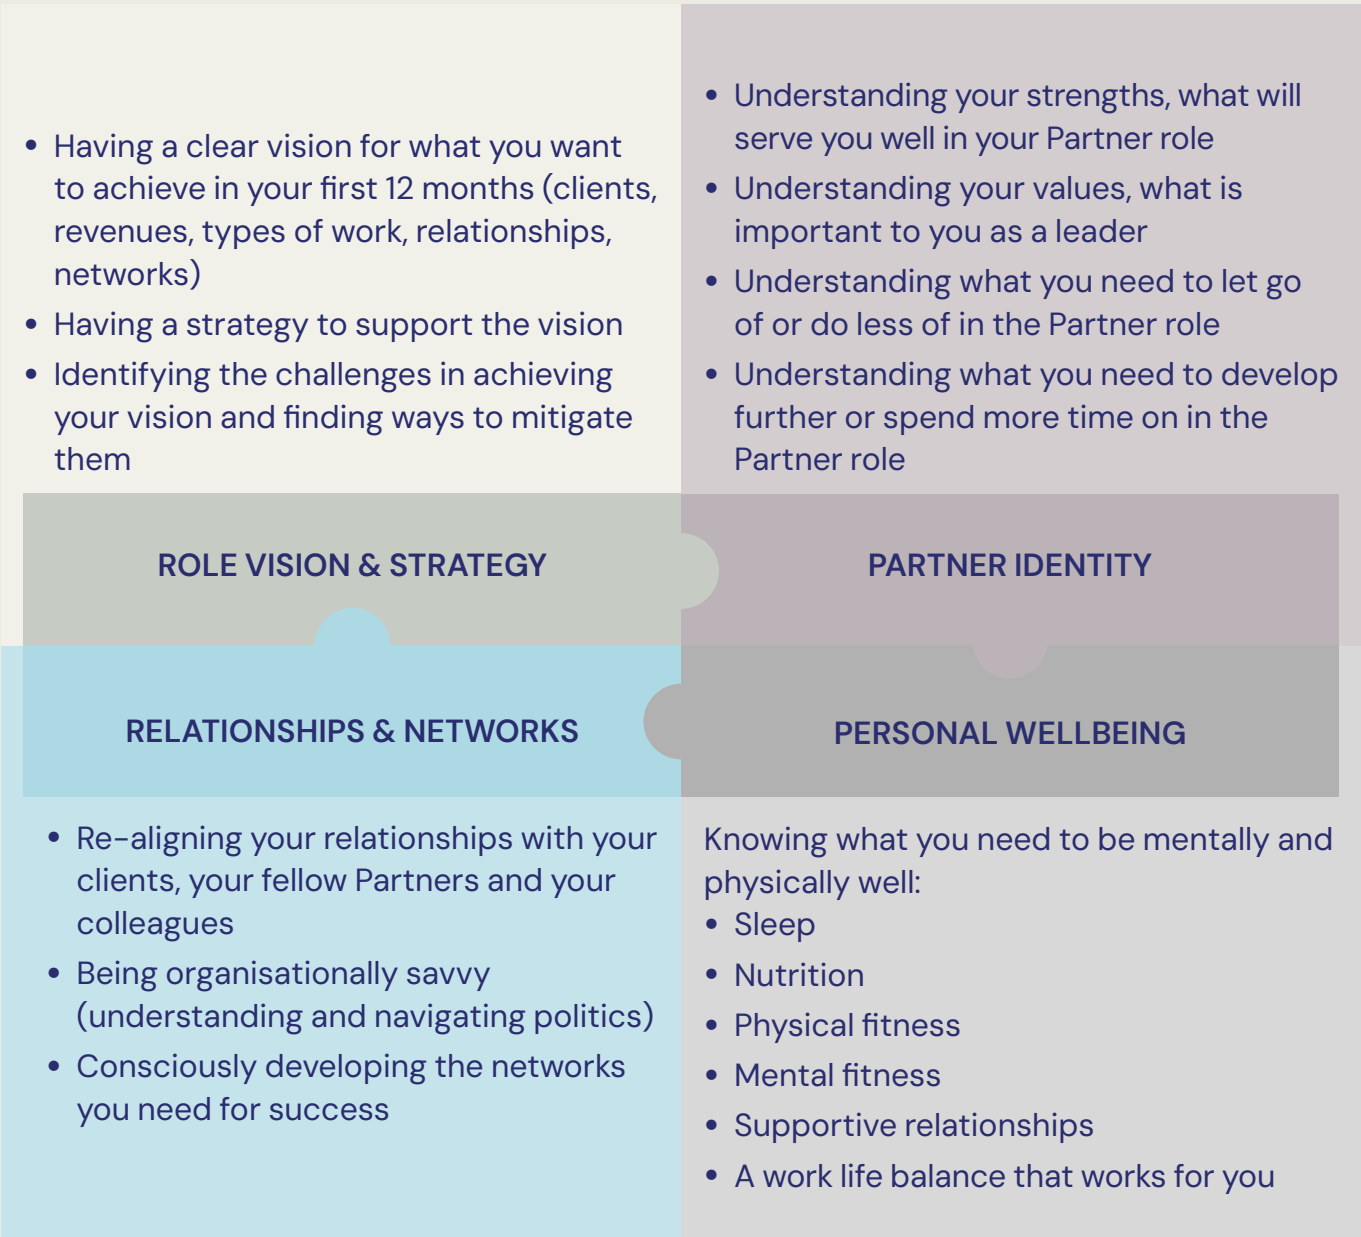 • Having a clear vision for what you want
to achieve in your first 12 months (clients,
revenues, types of work, relationships,
networks)
• Having a strategy to support the vision
• Identifying the challenges in achieving
your vision and finding ways to mitigate
them
ROLE VISION & STRATEGY
• Understanding your strengths, what will
serve you well in your Partner role
• Understanding your values, what is
important to you as a leader
• Understanding what you need to let go
of or do less of in the Partner role
• Understanding what you need to develop
further or spend more time on in the
Partner role
PARTNER IDENTITY
RELATIONSHIPS & NETWORKS
• Re-aligning your relationships with your
clients, your fellow Partners and your
colleagues
• Being organisationally savvy
(understanding and navigating politics)
• Consciously developing the networks
you need for success
PERSONAL WELLBEING
Knowing what you need to be mentally and
physically well:
• Sleep
• Nutrition
• Physical fitness
• Mental fitness
• Supportive relationships
• A work life balance that works for you